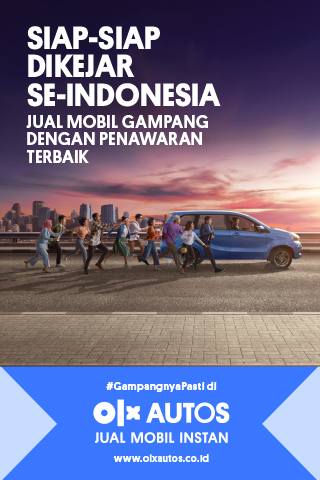 SIAP-SIAP
DIKEJAR
SE-INDONESIA
JUAL MOBIL GAMPANG
DENGAN PENAWARAN
TERBAIK
#GampangnyaPasti di
olx AUTOS
JUAL MOBIL INSTAN
www.olxautos.co.id